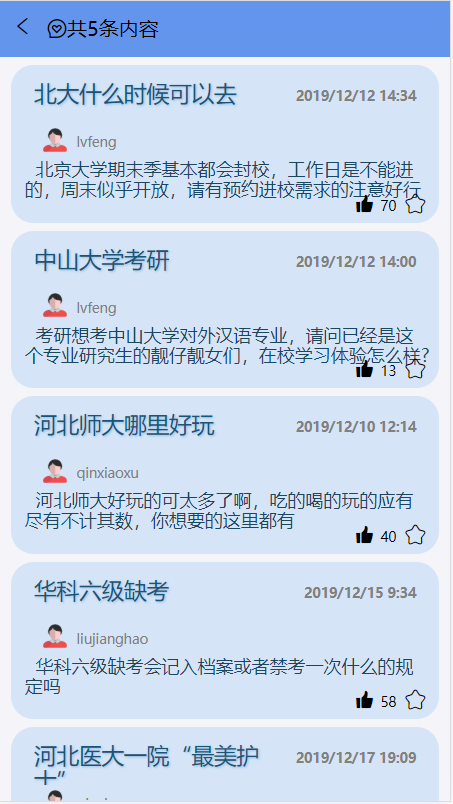 共5条内容
北大什么时候可以去 2019/12/12 14:34
lvfeng
北京大学期末季基本都会封校，工作日是不能进
的，周末似乎开放，请有预约进校需求的注意好行
70
中山大学考研 2019/12/12 14:00
lvfeng
考研想考中山大学对外汉语专业，请问已经是这
个专业研究生的靓仔靓女们，在校学习体验怎么样?
13
河北师大哪里好玩 2019/12/10 12:14
qinxiaoxu
河北师大好玩的可太多了啊，吃的喝的玩的应有
尽有不计其数，你想要的这里都有
40
华科六级缺考 2019/12/15 9:34
liujianghao
华科六级缺考会记入档案或者禁考一次什么的规
定吗
58
河北医大一院“最美护 2019/12/17 19:09
士”